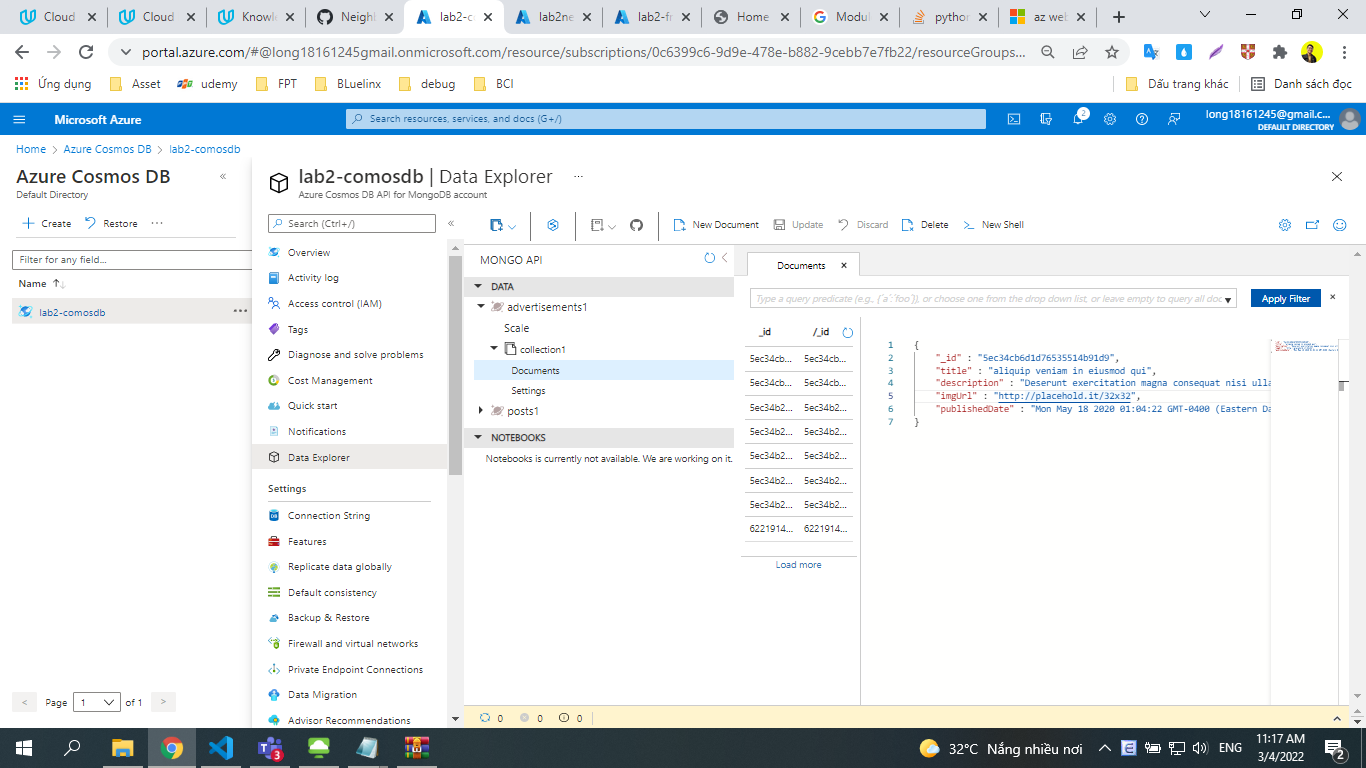 Cloud
Cloud
Knowle
Neighb
lab2-c
lab2ne
lab2-fr
Home
Modul
python
az web
portal.azure.com/#@long18161245gmail.onmicrosoft.com/resource/subscriptions/0c6399c6-9d9e-478e-b882-9cebb7e7fb22/resourceGroups...
Ứng dụng
Asset
udemy
FPT
BLuelinx
debug
BCI
Dấu trang khác
Danh sách đọc
Microsoft Azure
Search resources, services, and docs (G+/)
2
long18161245@gmail.c...
DEFAULT DIRECTORY
Home > Azure Cosmos DB > lab2-comosdb
Azure Cosmos DB
Default Directory
Create
Restore
Filter for any field...
Name
lab2-comosdb
Page
1
of 1
lab2-comosdb | Data Explorer
Azure Cosmos DB API for MongoDB account
Search (Ctrl+/)
Overview
Activity log
Access control (IAM)
Tags
Diagnose and solve problems
Cost Management
Quick start
Notifications
Data Explorer
Settings
Connection String
Features
Replicate data globally
Default consistency
Backup & Restore
Firewall and virtual networks
Private Endpoint Connections
Data Migration
Advisor Recommendations
New Document
Update
Discard
Delete
New Shell
MONGO API
DATA
advertisements1
Scale
collection1
Documents
Settings
posts1
NOTEBOOKS
Notebooks is currently not available. We are working on it.
Documents
Type a query predicate (e.g., {´a´:´foo´}), or choose one from the drop down list, or leave empty to query all doc
Apply Filter
_id /_id
5ec34cb... 5ec34cb...
5ec34cb... 5ec34cb...
5ec34b2... 5ec34b2...
5ec34b2... 5ec34b2...
5ec34b2... 5ec34b2...
5ec34b2... 5ec34b2...
5ec34b2... 5ec34b2...
6221914... 6221914...
Load more
1 {
2 "_id" : "5ec34cb6d1d76535514b91d9",
3 "title" : "aliquip veniam in eiusmod qui",
4 "description" : "Deserunt exercitation magna consequat nisi ulla
5 "imgUrl" : "http://placehold.it/32x32",
6 "publishedDate" : "Mon May 18 2020 01:04:22 GMT-0400 (Eastern Da
7 }
0
0
0
3
32°C Nắng nhiều nơi
ENG
11:17 AM
3/4/2022
2